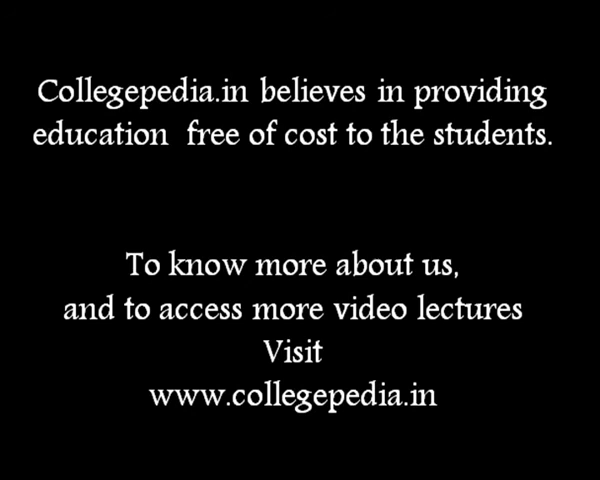 Collegepedia.in believes in providing
education free of cost to the students.
To know more about us,
and to access more video lectures
Visit
www.collegepedia.in